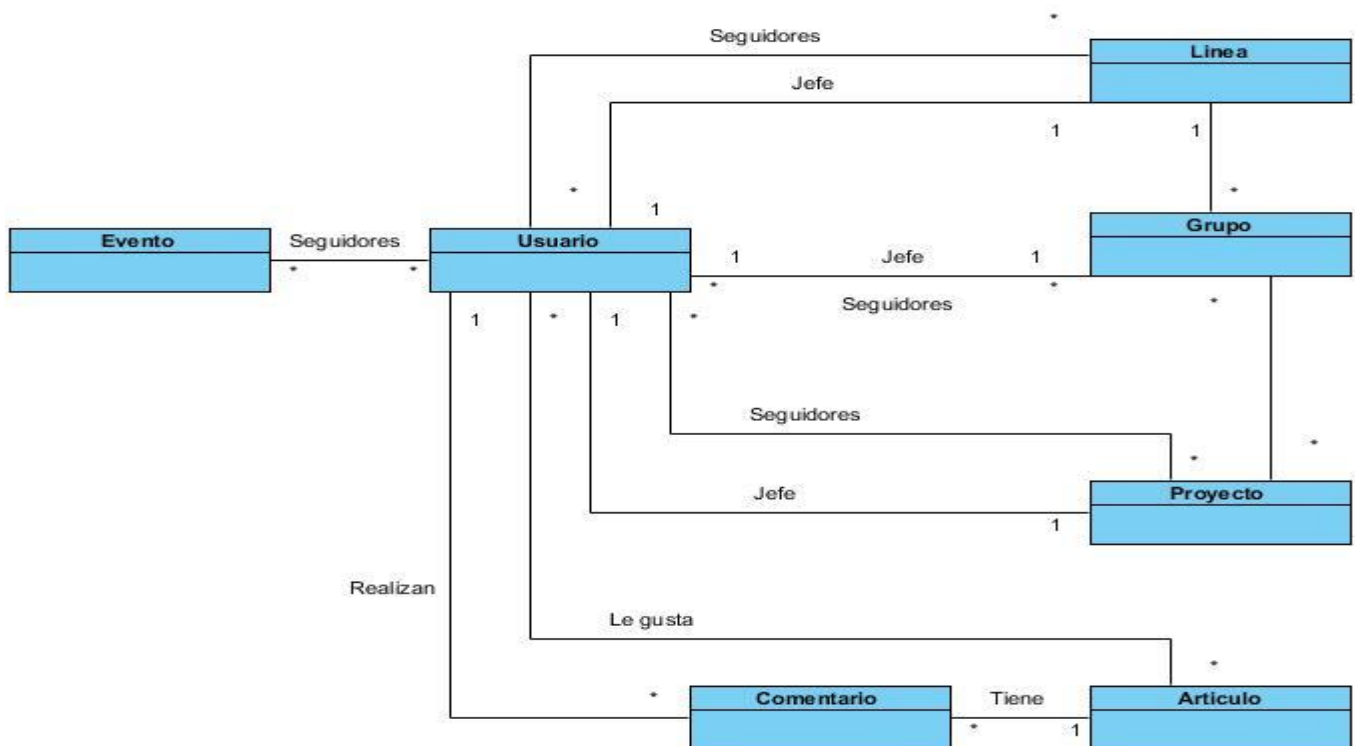 *
Seguidores
Linea
Jefe
1
1
*
*
1
Evento
Seguidores
Usuario
Grupo
1
Jefe
1
*
*
*
*
Seguidores
*
1
*
1
*
Seguidores
*
*
Jefe
Proyecto
1
Realizan
Le gusta
*
*
Comentario
Tiene
Articulo
*
1